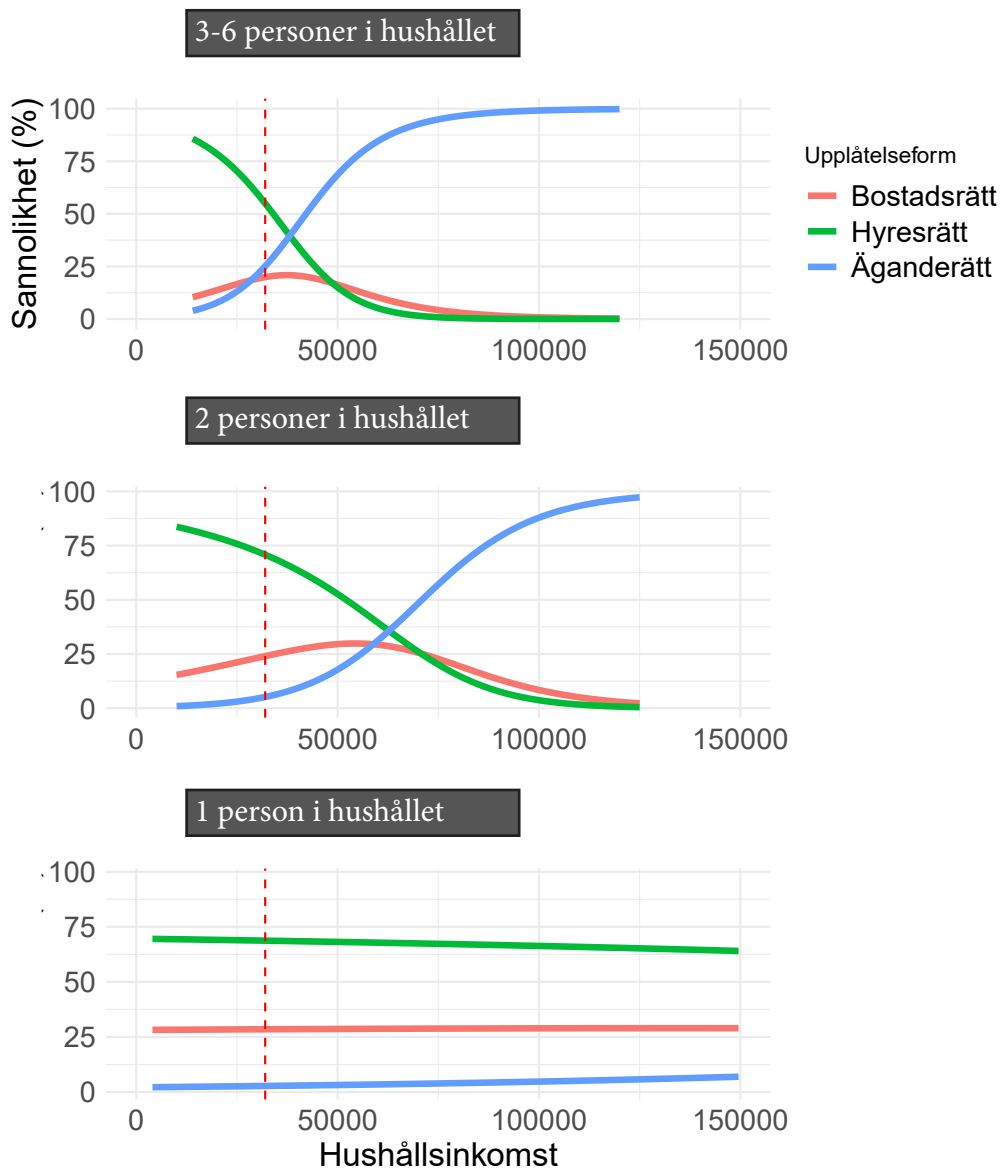 3-6 personer i hushållet
Sannolikhet (%)
100
75
50
25
0
0 50000 100000 150000
Upplåtelseform
Bostadsrätt
Hyresrätt
Äganderätt
2 personer i hushållet
100
75
50
25
0
0 50000 100000 150000
1 person i hushållet
100
75
50
25
0
0 50000 100000 150000
Hushållsinkomst